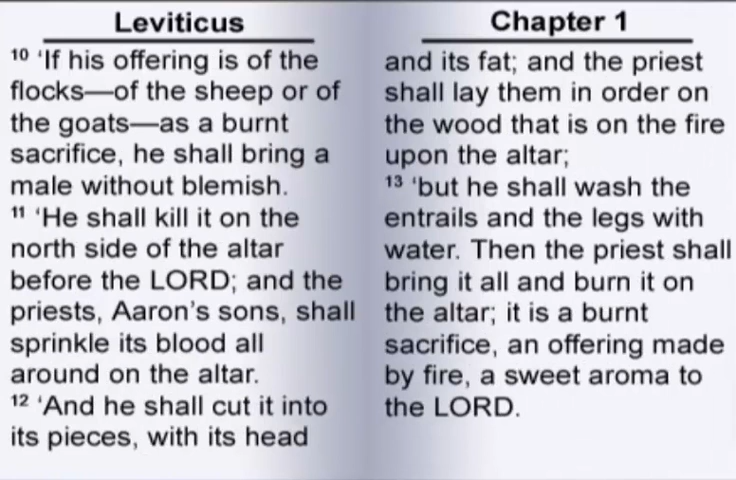 Leviticus
10 'If his offering is of the
flocks—of the sheep or of
the goats—as a burnt
sacrifice, he shall bring a
male without blemish.
11 'He shall kill it on the
north side of the altar
before the LORD; and the
priests, Aaron's sons, shall
sprinkle its blood all
around on the altar.
12 'And he shall cut it into
its pieces, with its head
Chapter 1
and its fat; and the priest
shall lay them in order on
the wood that is on the fire
upon the altar;
13 'but he shall wash the
entrails and the legs with
water. Then the priest shall
bring it all and burn it on
the altar; it is a burnt
sacrifice, an offering made
by fire, a sweet aroma to
the LORD.